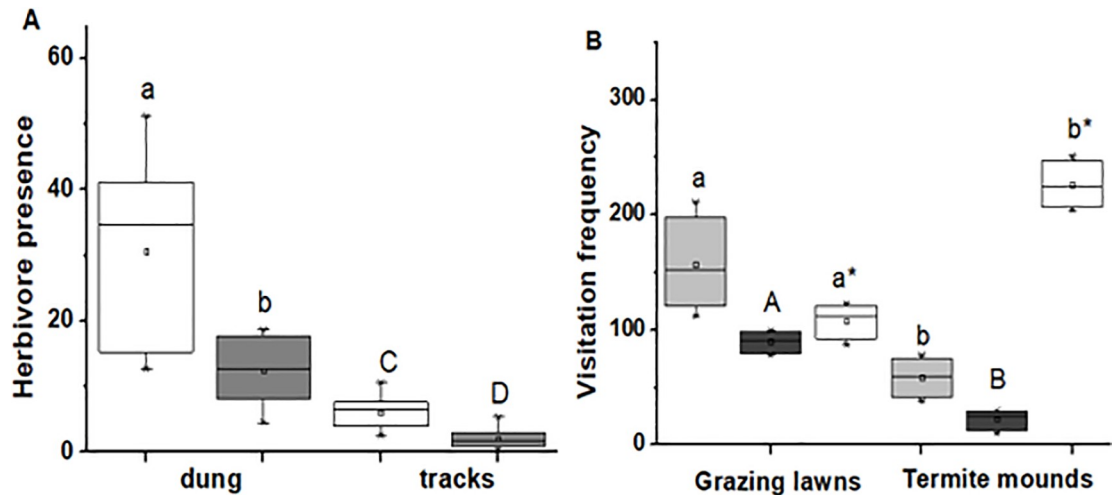 A
Herbivore presence
60
40
20
0
a
b
C
D
dung
tracks
B
Visitation frequency
300
200
100
0
a
A
a*
b
B
b*
Grazing lawns
Termite mounds